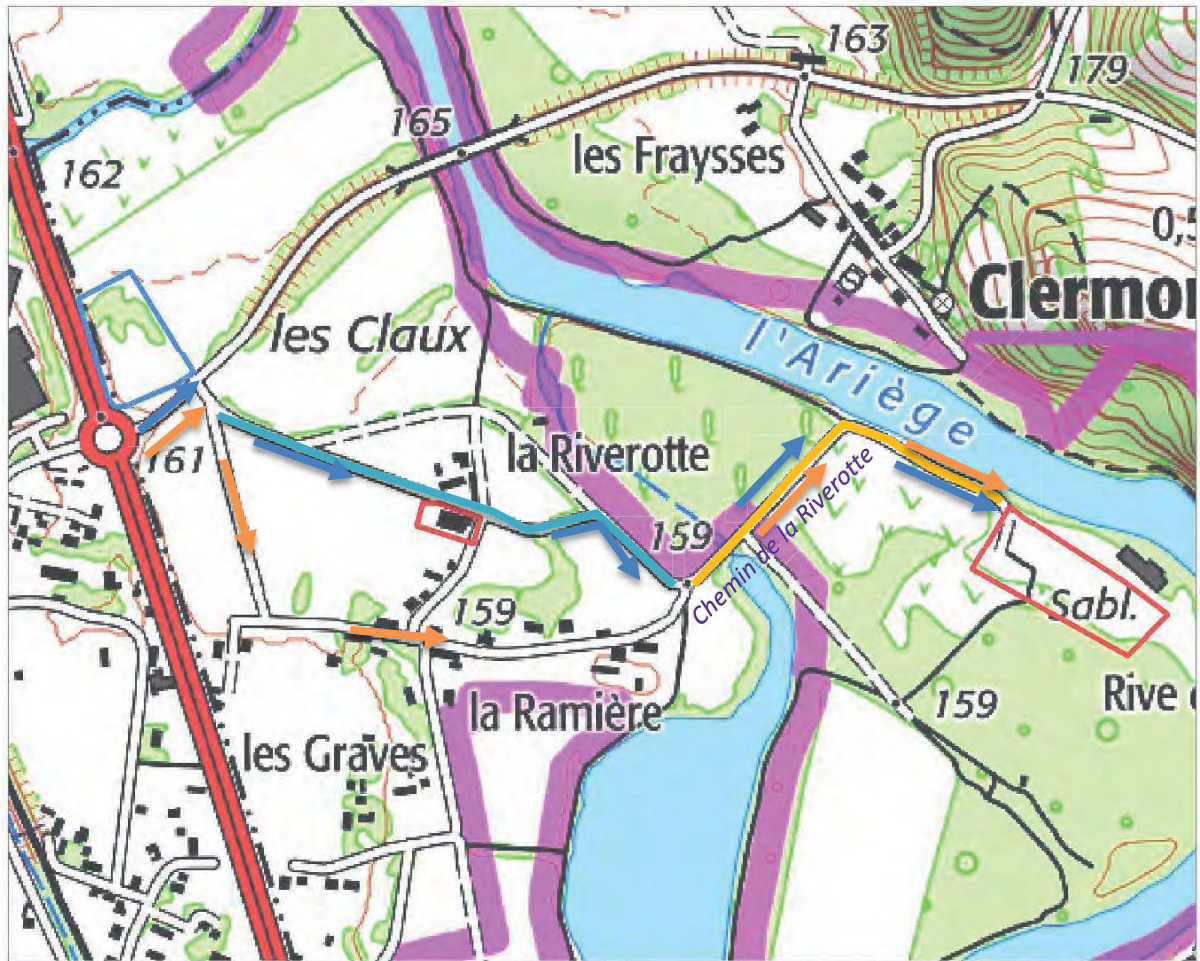 163
179
165
les Fraysses
162
0,5
Clermo
les Claux
l'Ariège
161
la Riverotte
159
Chemin de la Riverotte
159
Sabl.
la Ramière
159
Rive
les Graves